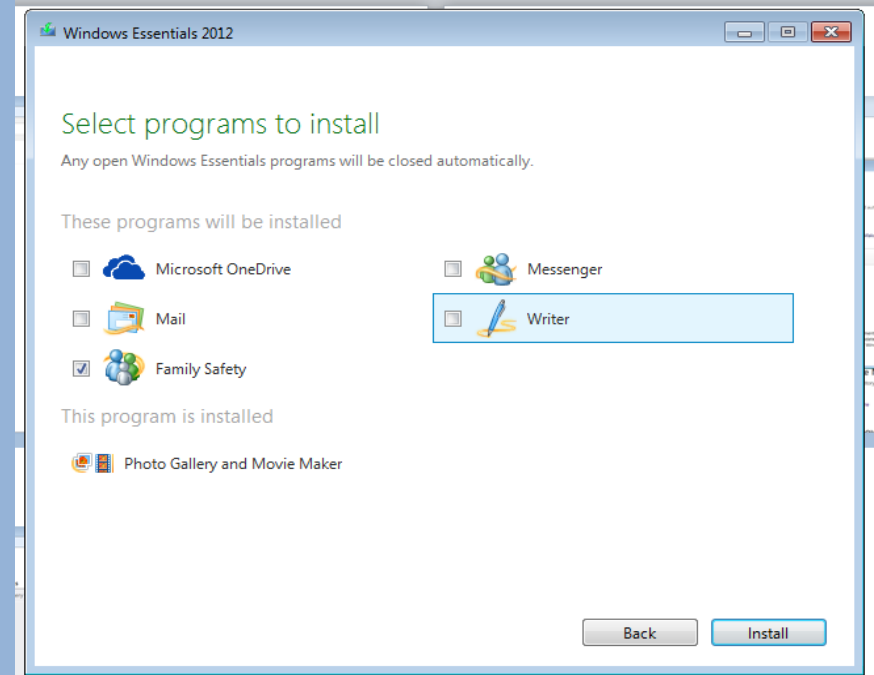 Windows Essentials 2012
Select programs to install
Any open Windows Essentials programs will be closed automatically.
These programs will be installed
Microsoft OneDrive
Messenger
Mail
Writer
Family Safety
This program is installed
Photo Gallery and Movie Maker
Back
Install